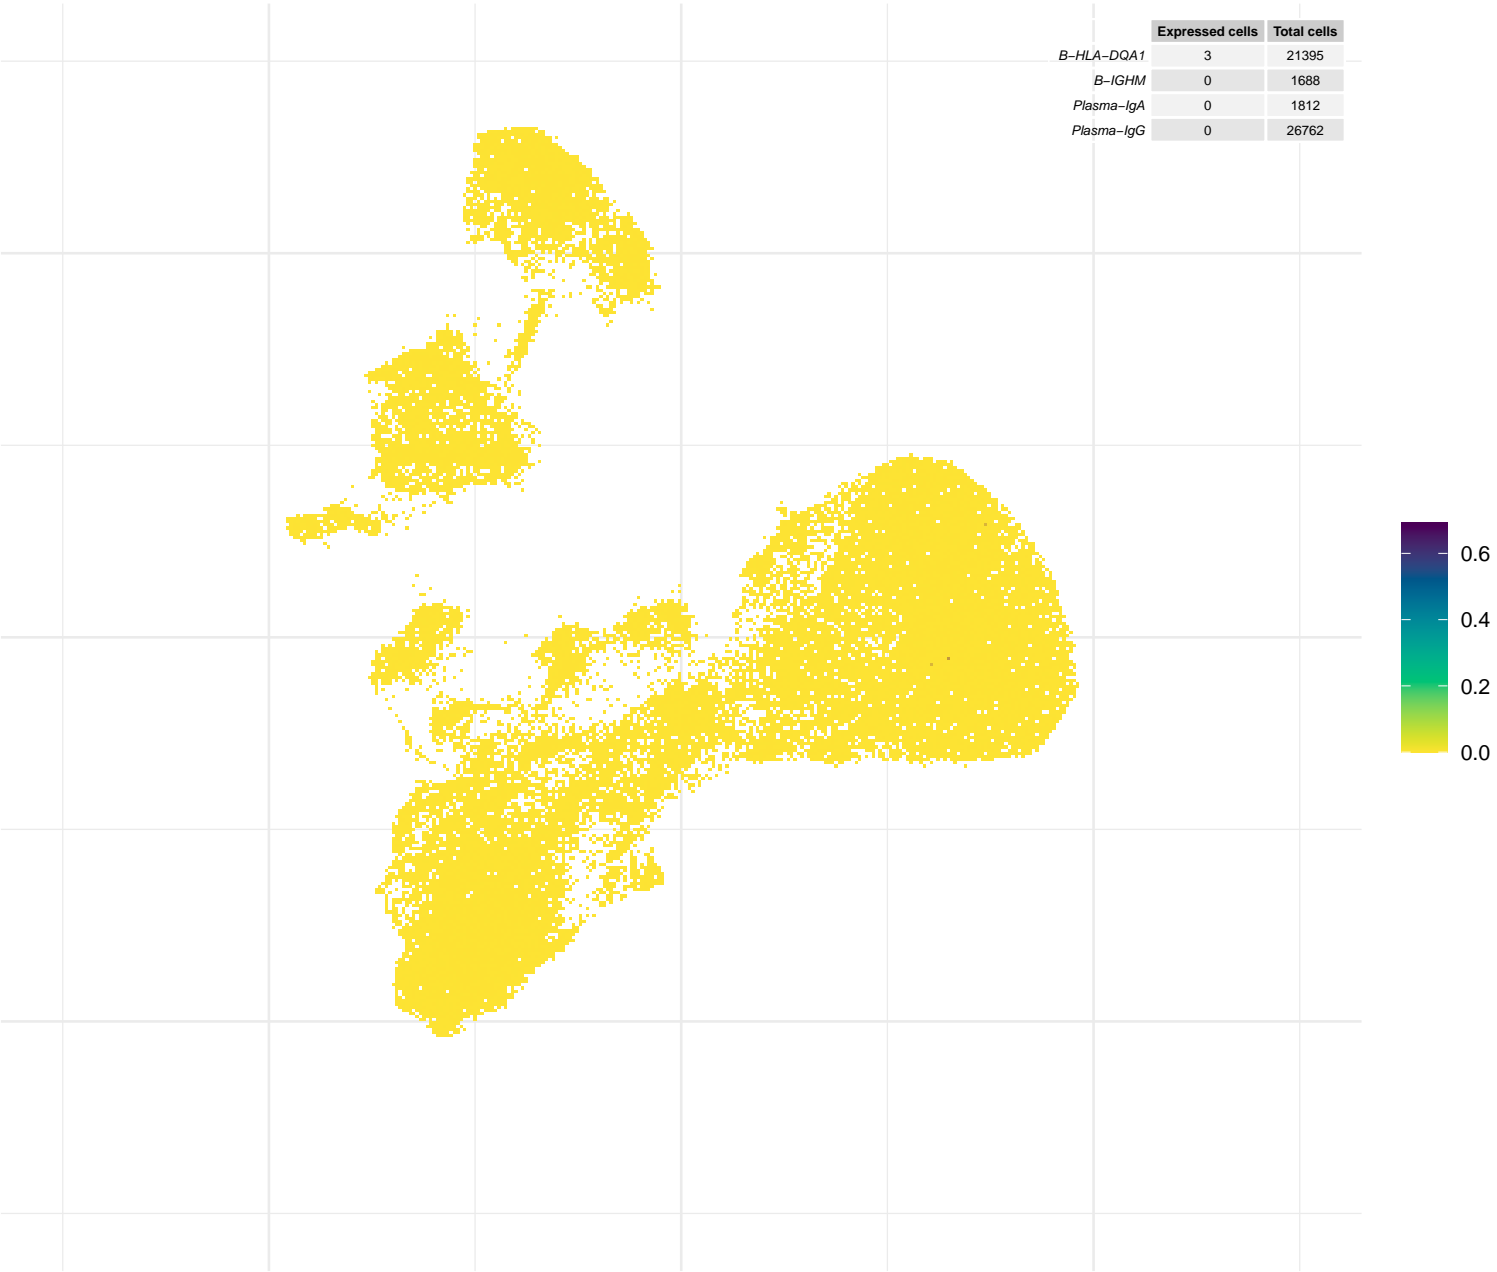 Expressed cells Total cells
B−HLA−DQA1 3 21395
B−IGHM 0 1688
Plasma−IgA 0 1812
Plasma−IgG 0 26762
0.6
0.4
0.2
0.0